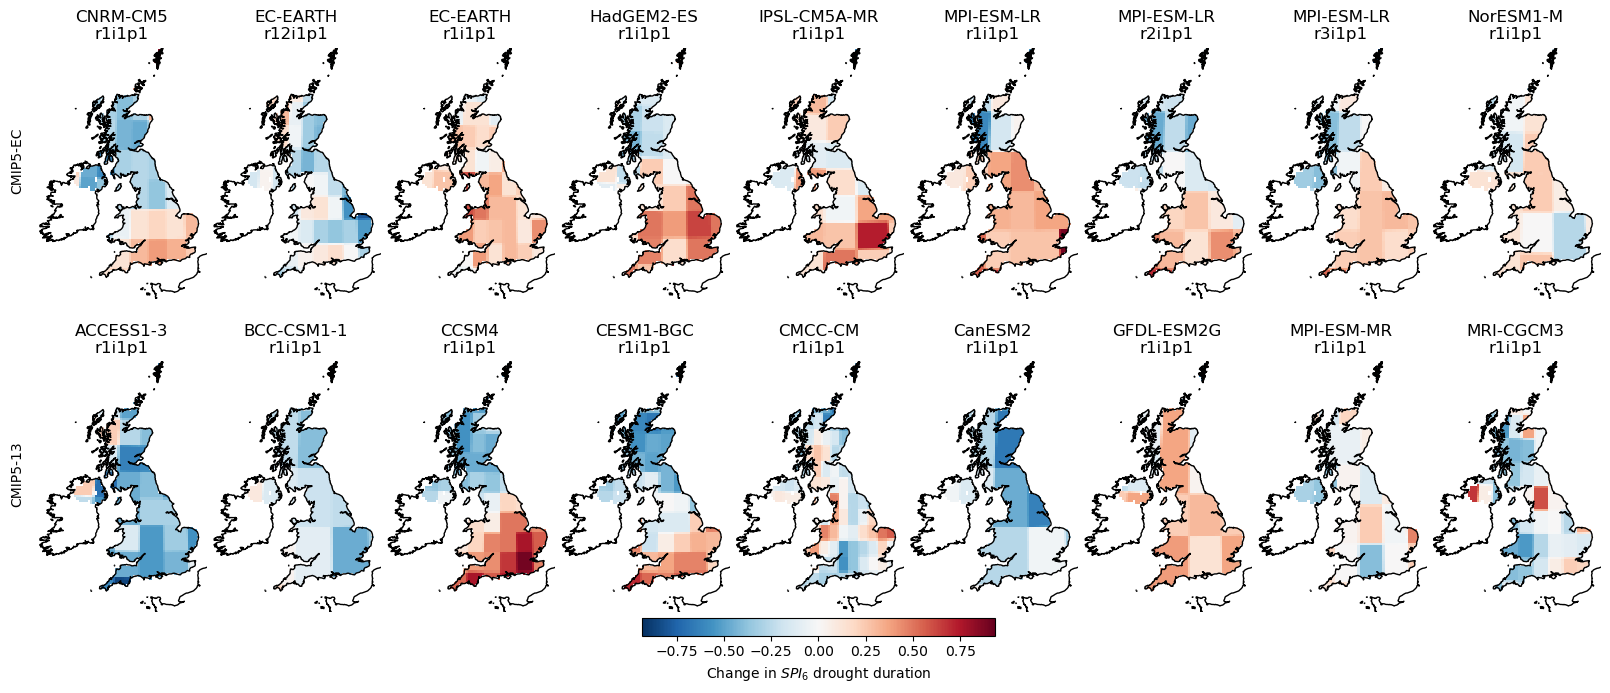 CNRM-CM5
r1i1p1
EC-EARTH
r12i1p1
EC-EARTH
r1i1p1
HadGEM2-ES
r1i1p1
IPSL-CM5A-MR
r1i1p1
MPI-ESM-LR
r1i1p1
MPI-ESM-LR
r2i1p1
MPI-ESM-LR
r3i1p1
NorESM1-M
r1i1p1
CMIP5-EC
ACCESS1-3
r1i1p1
BCC-CSM1-1
r1i1p1
CCSM4
r1i1p1
CESM1-BGC
r1i1p1
CMCC-CM
r1i1p1
CanESM2
r1i1p1
GFDL-ESM2G
r1i1p1
MPI-ESM-MR
r1i1p1
MRI-CGCM3
r1i1p1
CMIP5-13
−0.75 −0.50 −0.25 0.00 0.25 0.50 0.75
Change in SPI₆ drought duration